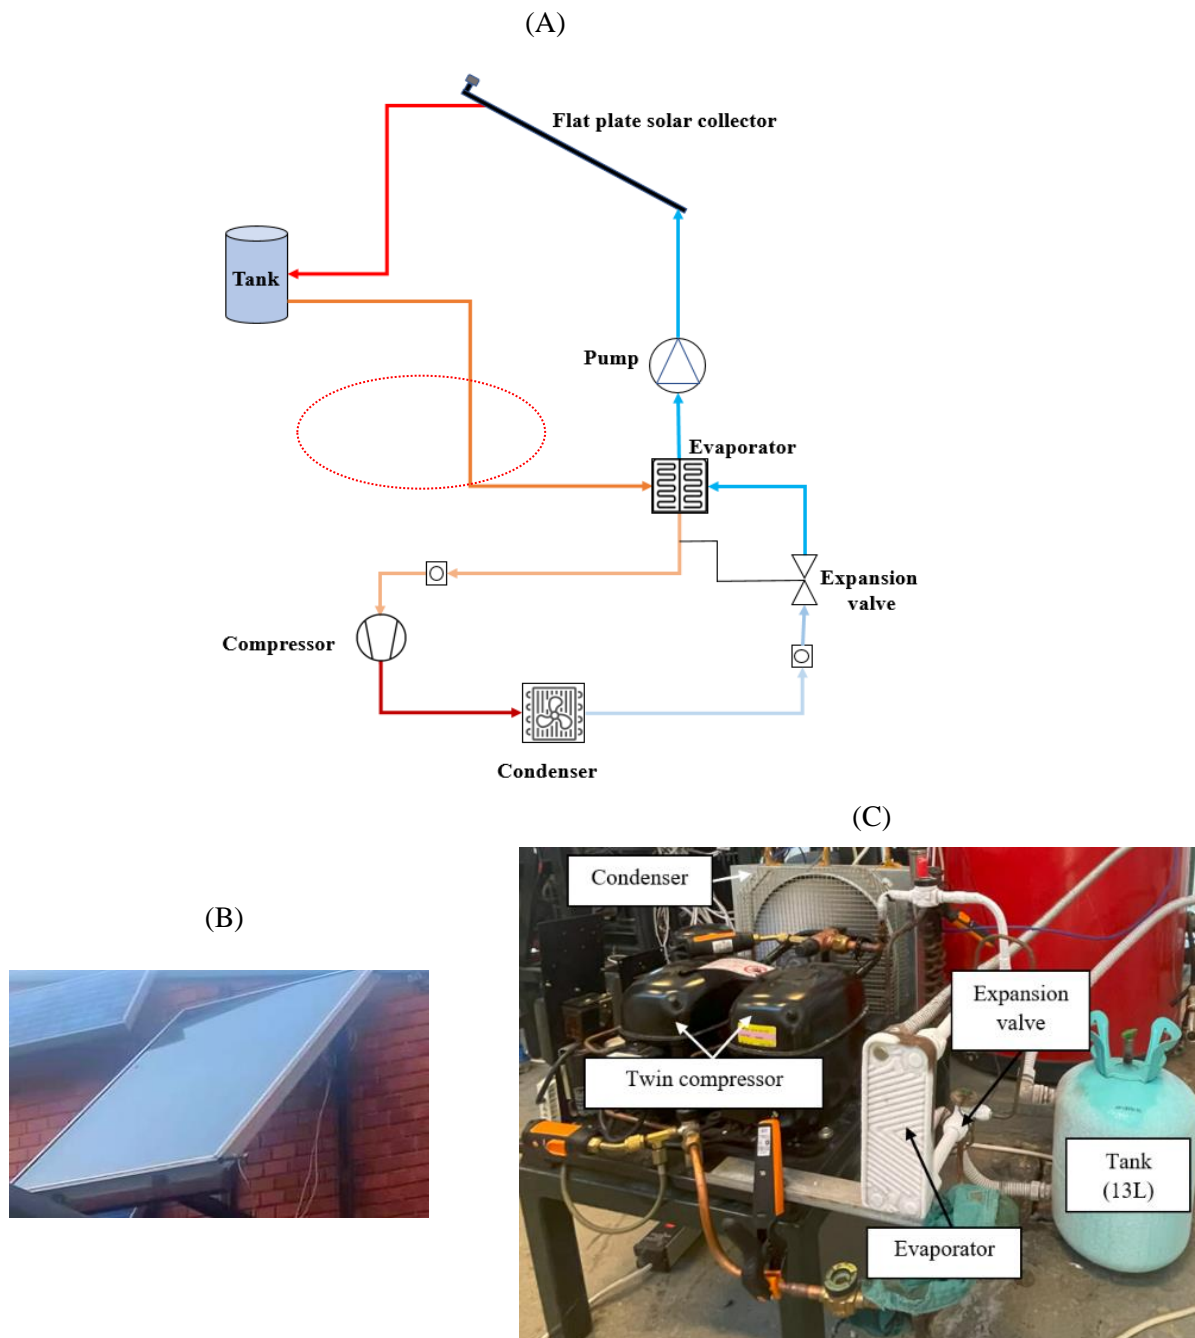 (A)
Flat plate solar collector
Tank
Pump
Evaporator
Expansion
valve
Compressor
Condenser
(C)
(B)
Condenser
Expansion
valve
Twin compressor
Tank
(13L)
Evaporator